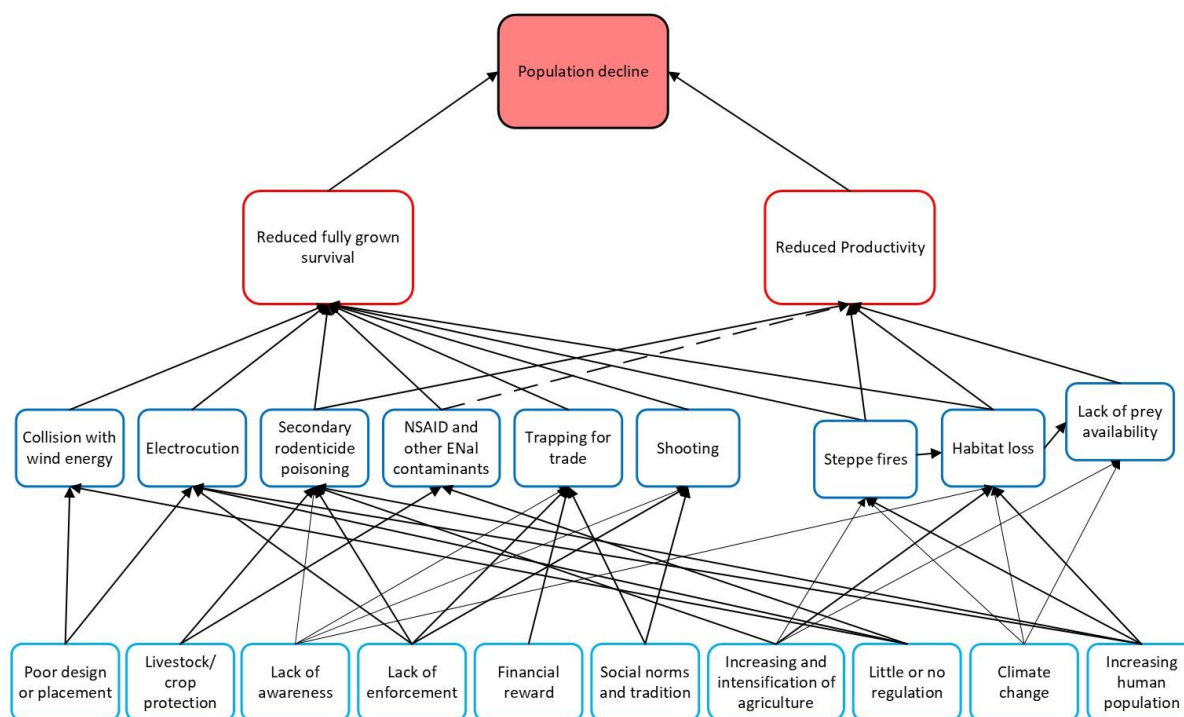 Population decline
Reduced fully grown
survival
Reduced Productivity
Collision with
wind energy
Electrocution
Secondary
rodenticide
poisoning
NSAID and
other ENal
contaminants
Trapping for
trade
Shooting
Steppe fires
Habitat loss
Lack of prey
availability
Poor design
or placement
Livestock/
crop
protection
Lack of
awareness
Lack of
enforcement
Financial
reward
Social norms
and tradition
Increasing and
intensification of
agriculture
Little or no
regulation
Climate
change
Increasing
human
population